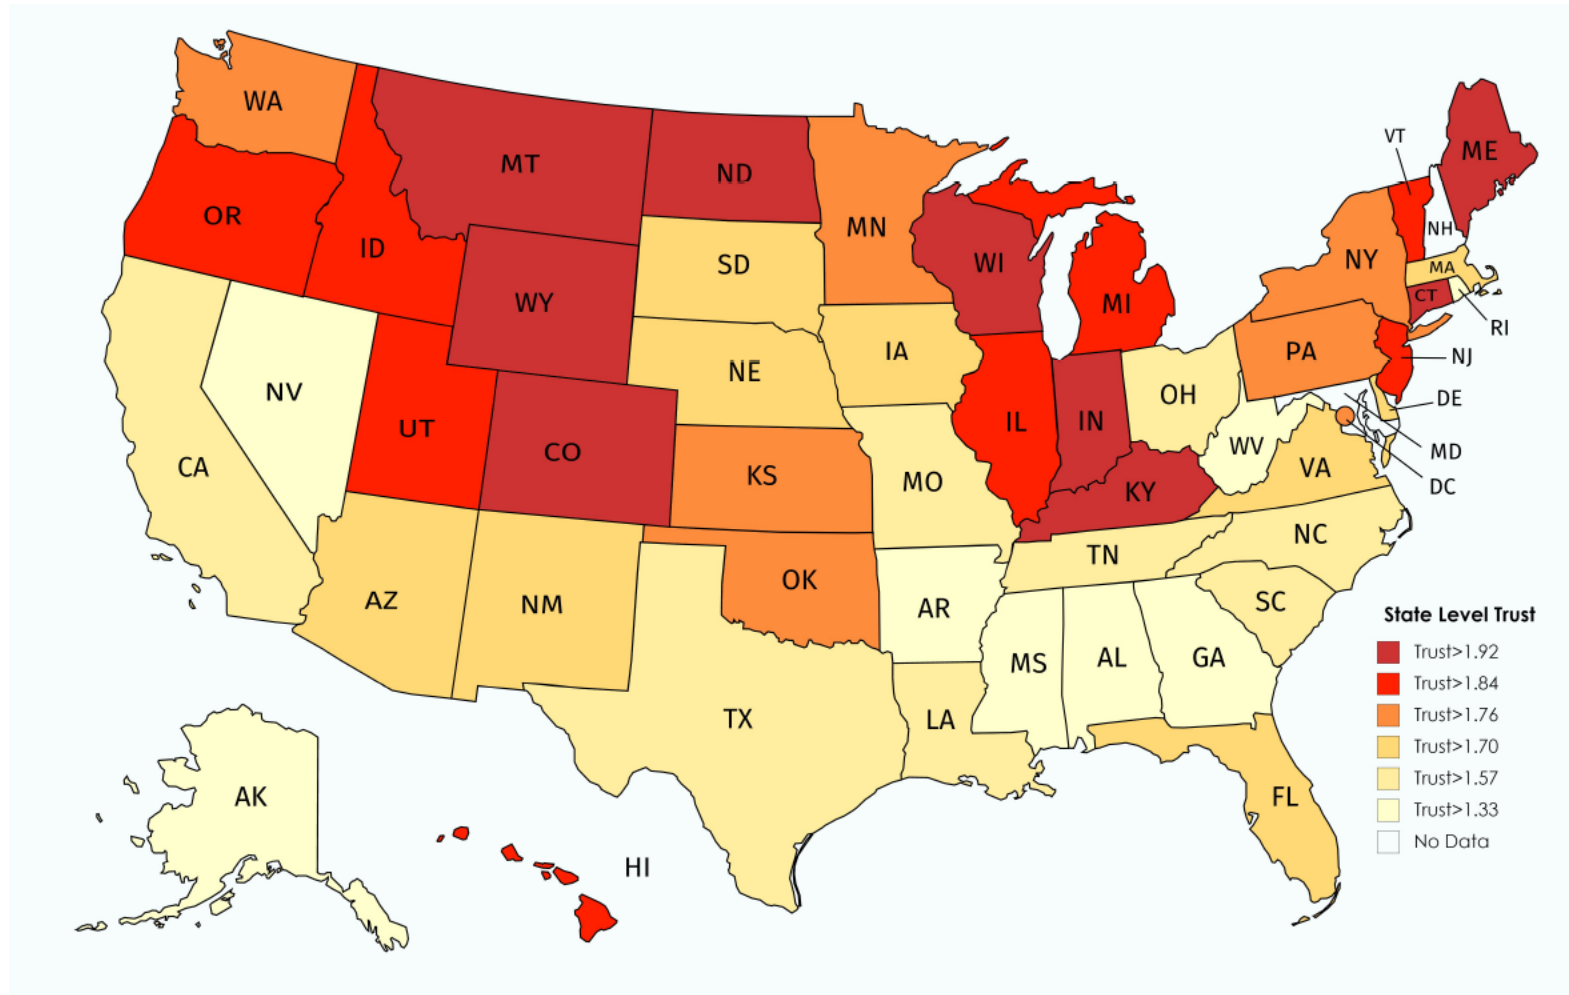 WA
MT
ND
OR
ID
MN
SD
WI
WY
MI
VT
ME
NH
NY
MA
CT
RI
IA
PA
NJ
NE
NV
OH
DE
UT
CO
IL
IN
WV
MD
CA
KS
MO
KY
VA
DC
AZ
NM
OK
AR
TN
NC
SC
TX
LA
MS
AL
GA
FL
AK
HI
State Level Trust
Trust>1.92
Trust>1.84
Trust>1.76
Trust>1.70
Trust>1.57
Trust>1.33
No Data